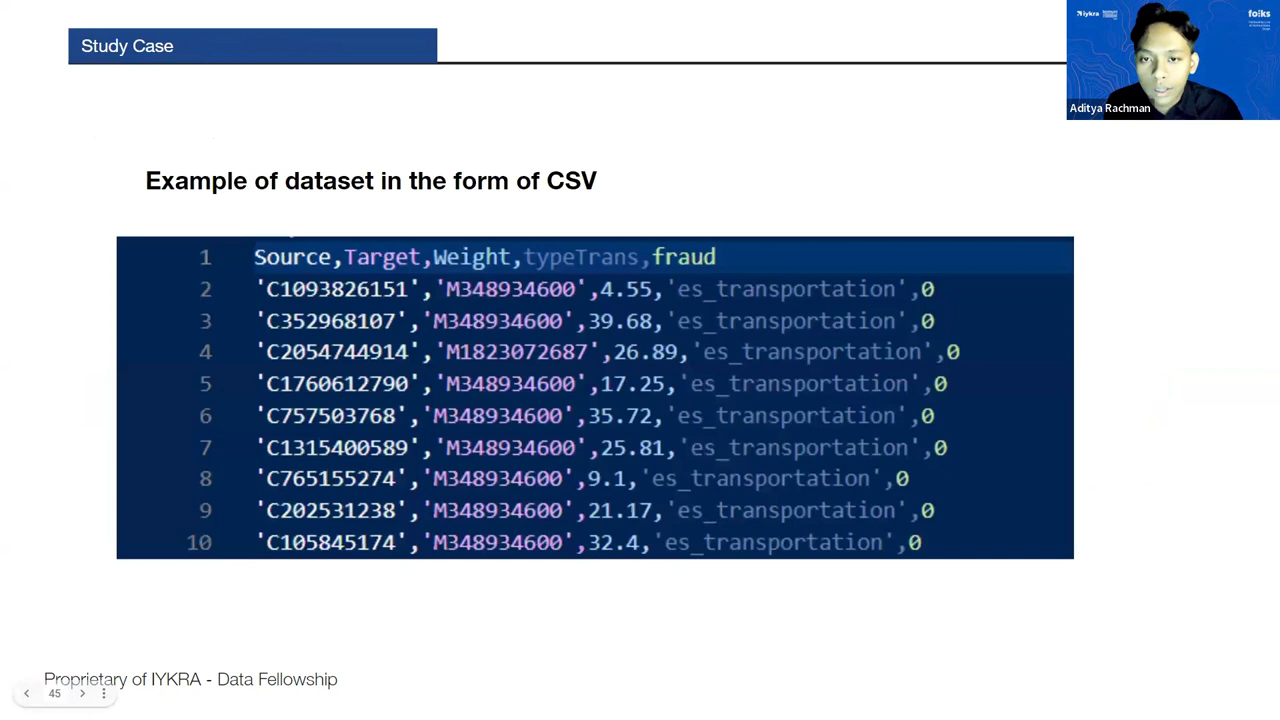 Study Case
iykra
foiks
Aditya Rachman
Example of dataset in the form of CSV
1 Source,Target,Weight,typeTrans,fraud
2 'C1093826151','M348934600',4.55,'es_transportation',0
3 'C352968107','M348934600',39.68,'es_transportation',0
4 'C2054744914','M1823072687',26.89,'es_transportation',0
5 'C1760612790','M348934600',17.25,'es_transportation',0
6 'C757503768','M348934600',35.72,'es_transportation',0
7 'C1315400589','M348934600',25.81,'es_transportation',0
8 'C765155274','M348934600',9.1,'es_transportation',0
9 'C202531238','M348934600',21.17,'es_transportation',0
10 'C105845174','M348934600',32.4,'es_transportation',0
Proprietary of IYKRA - Data Fellowship
45